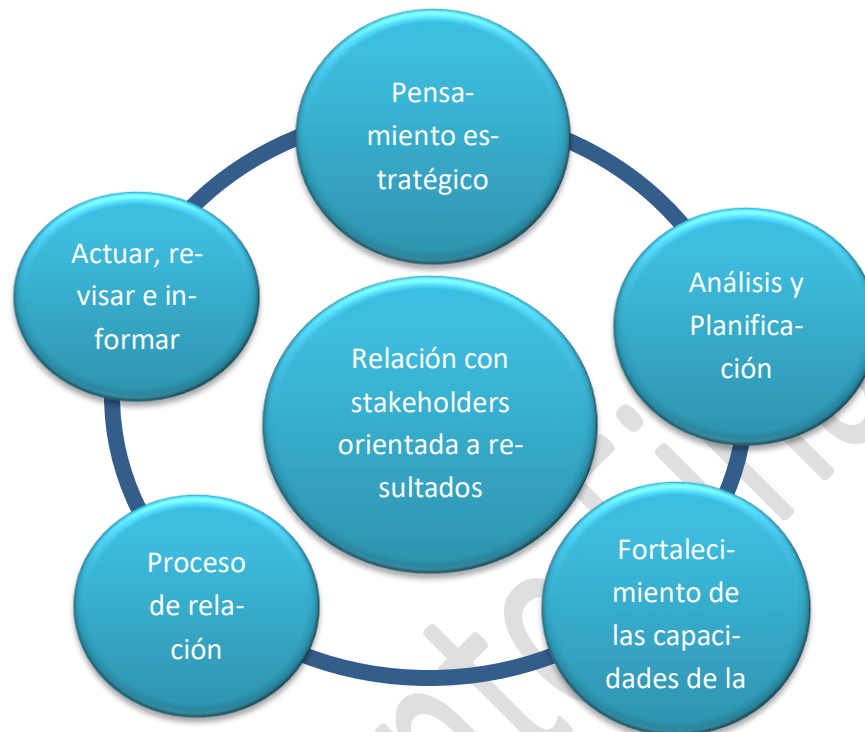 Pensa-
miento es-
tratégico
Análisis y
Planifica-
ción
Fortaleci-
miento de
las capaci-
dades de la
Proceso
de rela-
ción
Actuar, re-
visar e in-
formar
Relación con
stakeholders
orientada a re-
sultados